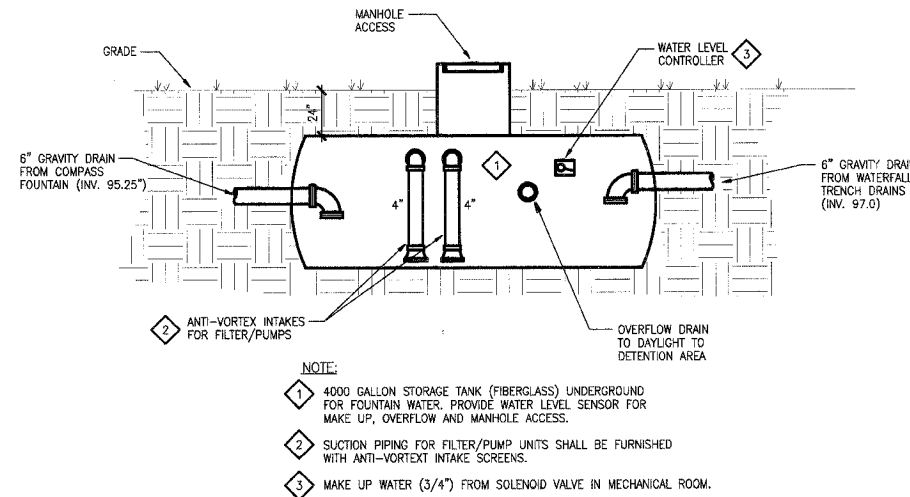 MANHOLE
ACCESS
GRADE
WATER LEVEL
CONTROLLER
3
24"
6" GRAVITY DRAIN
FROM COMPASS
FOUNTAIN (INV. 95.25")
1
6" GRAVITY DRAI
FROM WATERFALL
TRENCH DRAINS
(INV. 97.0)
4"
4"
2
ANTI-VORTEX INTAKES
FOR FILTER/PUMPS
OVERFLOW DRAIN
TO DAYLIGHT TO
DETENTION AREA
NOTE:
1 4000 GALLON STORAGE TANK (FIBERGLASS) UNDERGROUND
FOR FOUNTAIN WATER. PROVIDE WATER LEVEL SENSOR FOR
MAKE UP, OVERFLOW AND MANHOLE ACCESS.
2 SUCTION PIPING FOR FILTER/PUMP UNITS SHALL BE FURNISHED
WITH ANTI-VORTEXT INTAKE SCREENS.
3 MAKE UP WATER (3/4") FROM SOLENOID VALVE IN MECHANICAL ROOM.